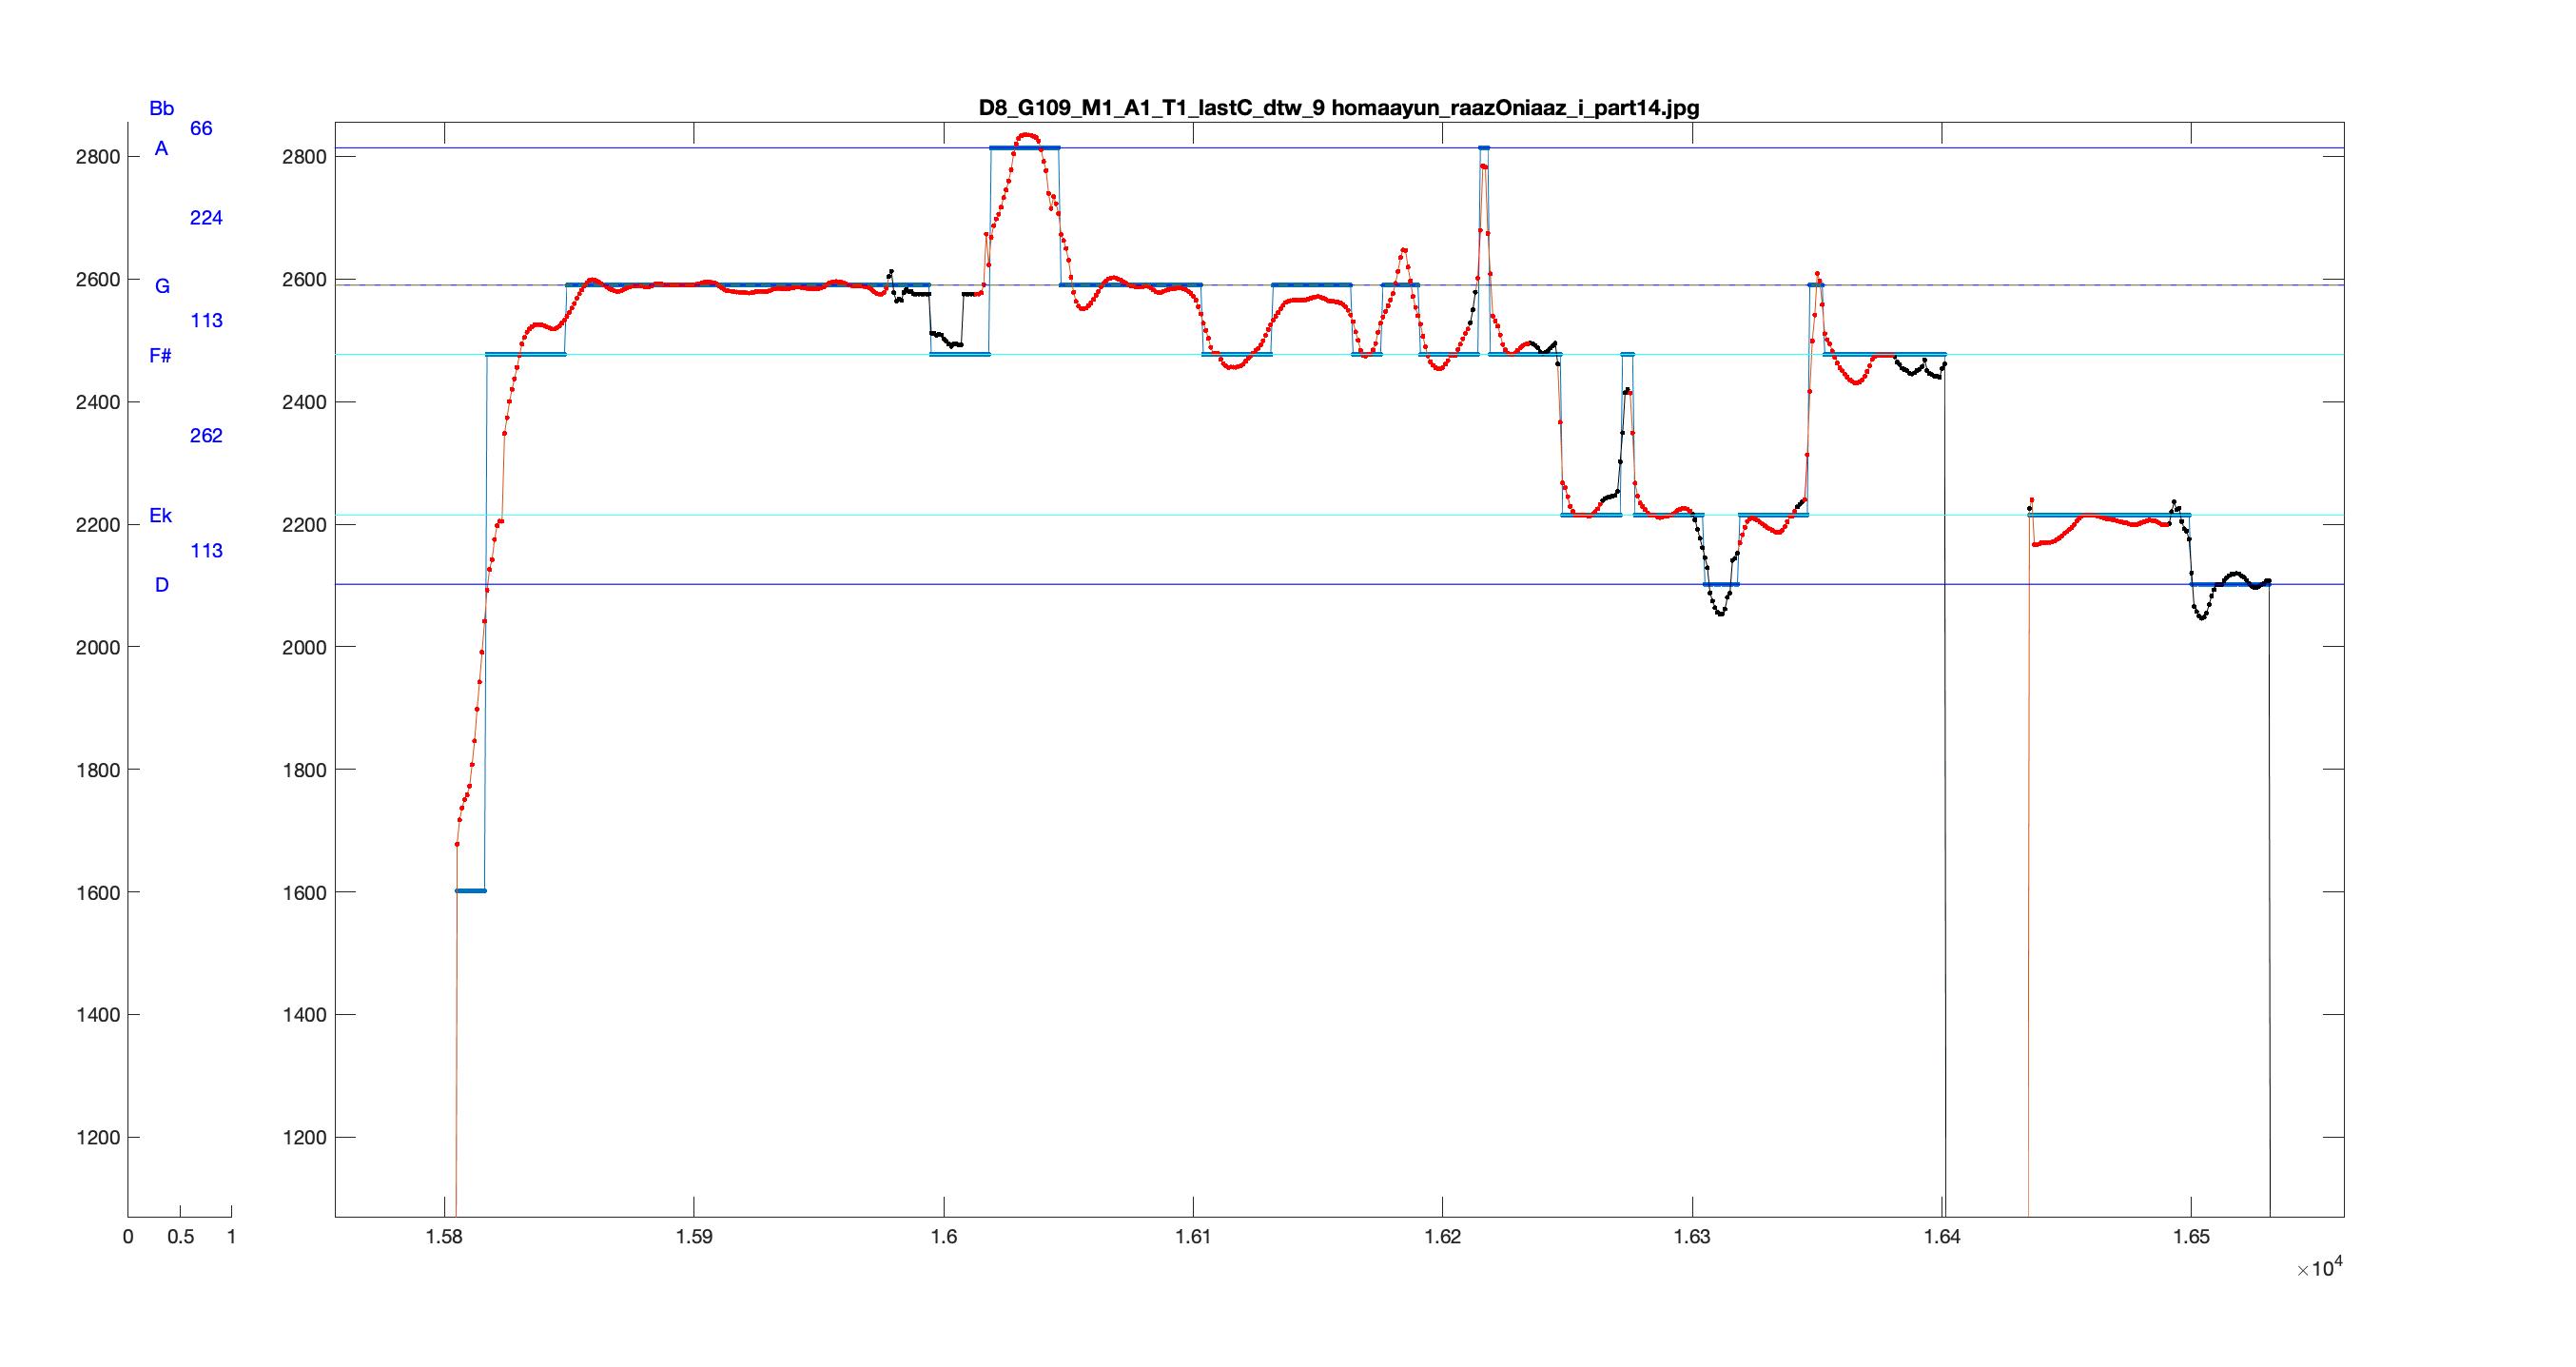 D8_G109_M1_A1_T1_lastC_dtw_9 homaayun_raazOniaaz_i_part14.jpg
Bb
66
2800 A 2800
224
2600 G 2600
113
F#
2400 2400
262
Ek
2200 2200
113
D
2000 2000
1800 1800
1600 1600
1400 1400
1200 1200
0 0.5 1 1.58 1.59 1.6 1.61 1.62 1.63 1.64 1.65
×10^4